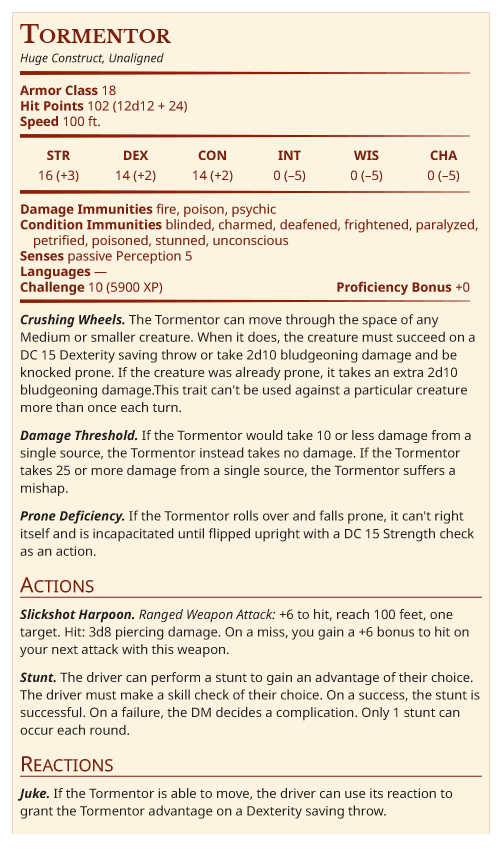 Tormentor
Huge Construct, Unaligned
Armor Class 18
Hit Points 102 (12d12 + 24)
Speed 100 ft.
STR DEX CON INT WIS CHA
16 (+3) 14 (+2) 14 (+2) 0 (–5) 0 (–5) 0 (–5)
Damage Immunities fire, poison, psychic
Condition Immunities blinded, charmed, deafened, frightened, paralyzed,
petrified, poisoned, stunned, unconscious
Senses passive Perception 5
Languages —
Challenge 10 (5900 XP) Proficiency Bonus +0
Crushing Wheels. The Tormentor can move through the space of any
Medium or smaller creature. When it does, the creature must succeed on a
DC 15 Dexterity saving throw or take 2d10 bludgeoning damage and be
knocked prone. If the creature was already prone, it takes an extra 2d10
bludgeoning damage.This trait can't be used against a particular creature
more than once each turn.
Damage Threshold. If the Tormentor would take 10 or less damage from a
single source, the Tormentor instead takes no damage. If the Tormentor
takes 25 or more damage from a single source, the Tormentor suffers a
mishap.
Prone Deficiency. If the Tormentor rolls over and falls prone, it can't right
itself and is incapacitated until flipped upright with a DC 15 Strength check
as an action.
Actions
Slickshot Harpoon. Ranged Weapon Attack: +6 to hit, reach 100 feet, one
target. Hit: 3d8 piercing damage. On a miss, you gain a +6 bonus to hit on
your next attack with this weapon.
Stunt. The driver can perform a stunt to gain an advantage of their choice.
The driver must make a skill check of their choice. On a success, the stunt is
successful. On a failure, the DM decides a complication. Only 1 stunt can
occur each round.
Reactions
Juke. If the Tormentor is able to move, the driver can use its reaction to
grant the Tormentor advantage on a Dexterity saving throw.